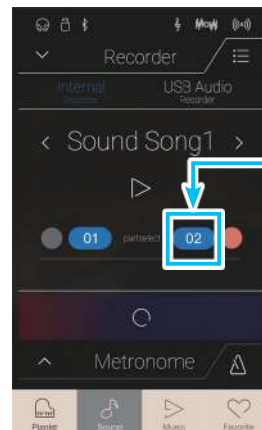 Recorder
Internal
Recorder
USB Audio
Recorder
Sound Song1
01
partselect
02
Metronome
Pianist
Sound
Music
Favorite